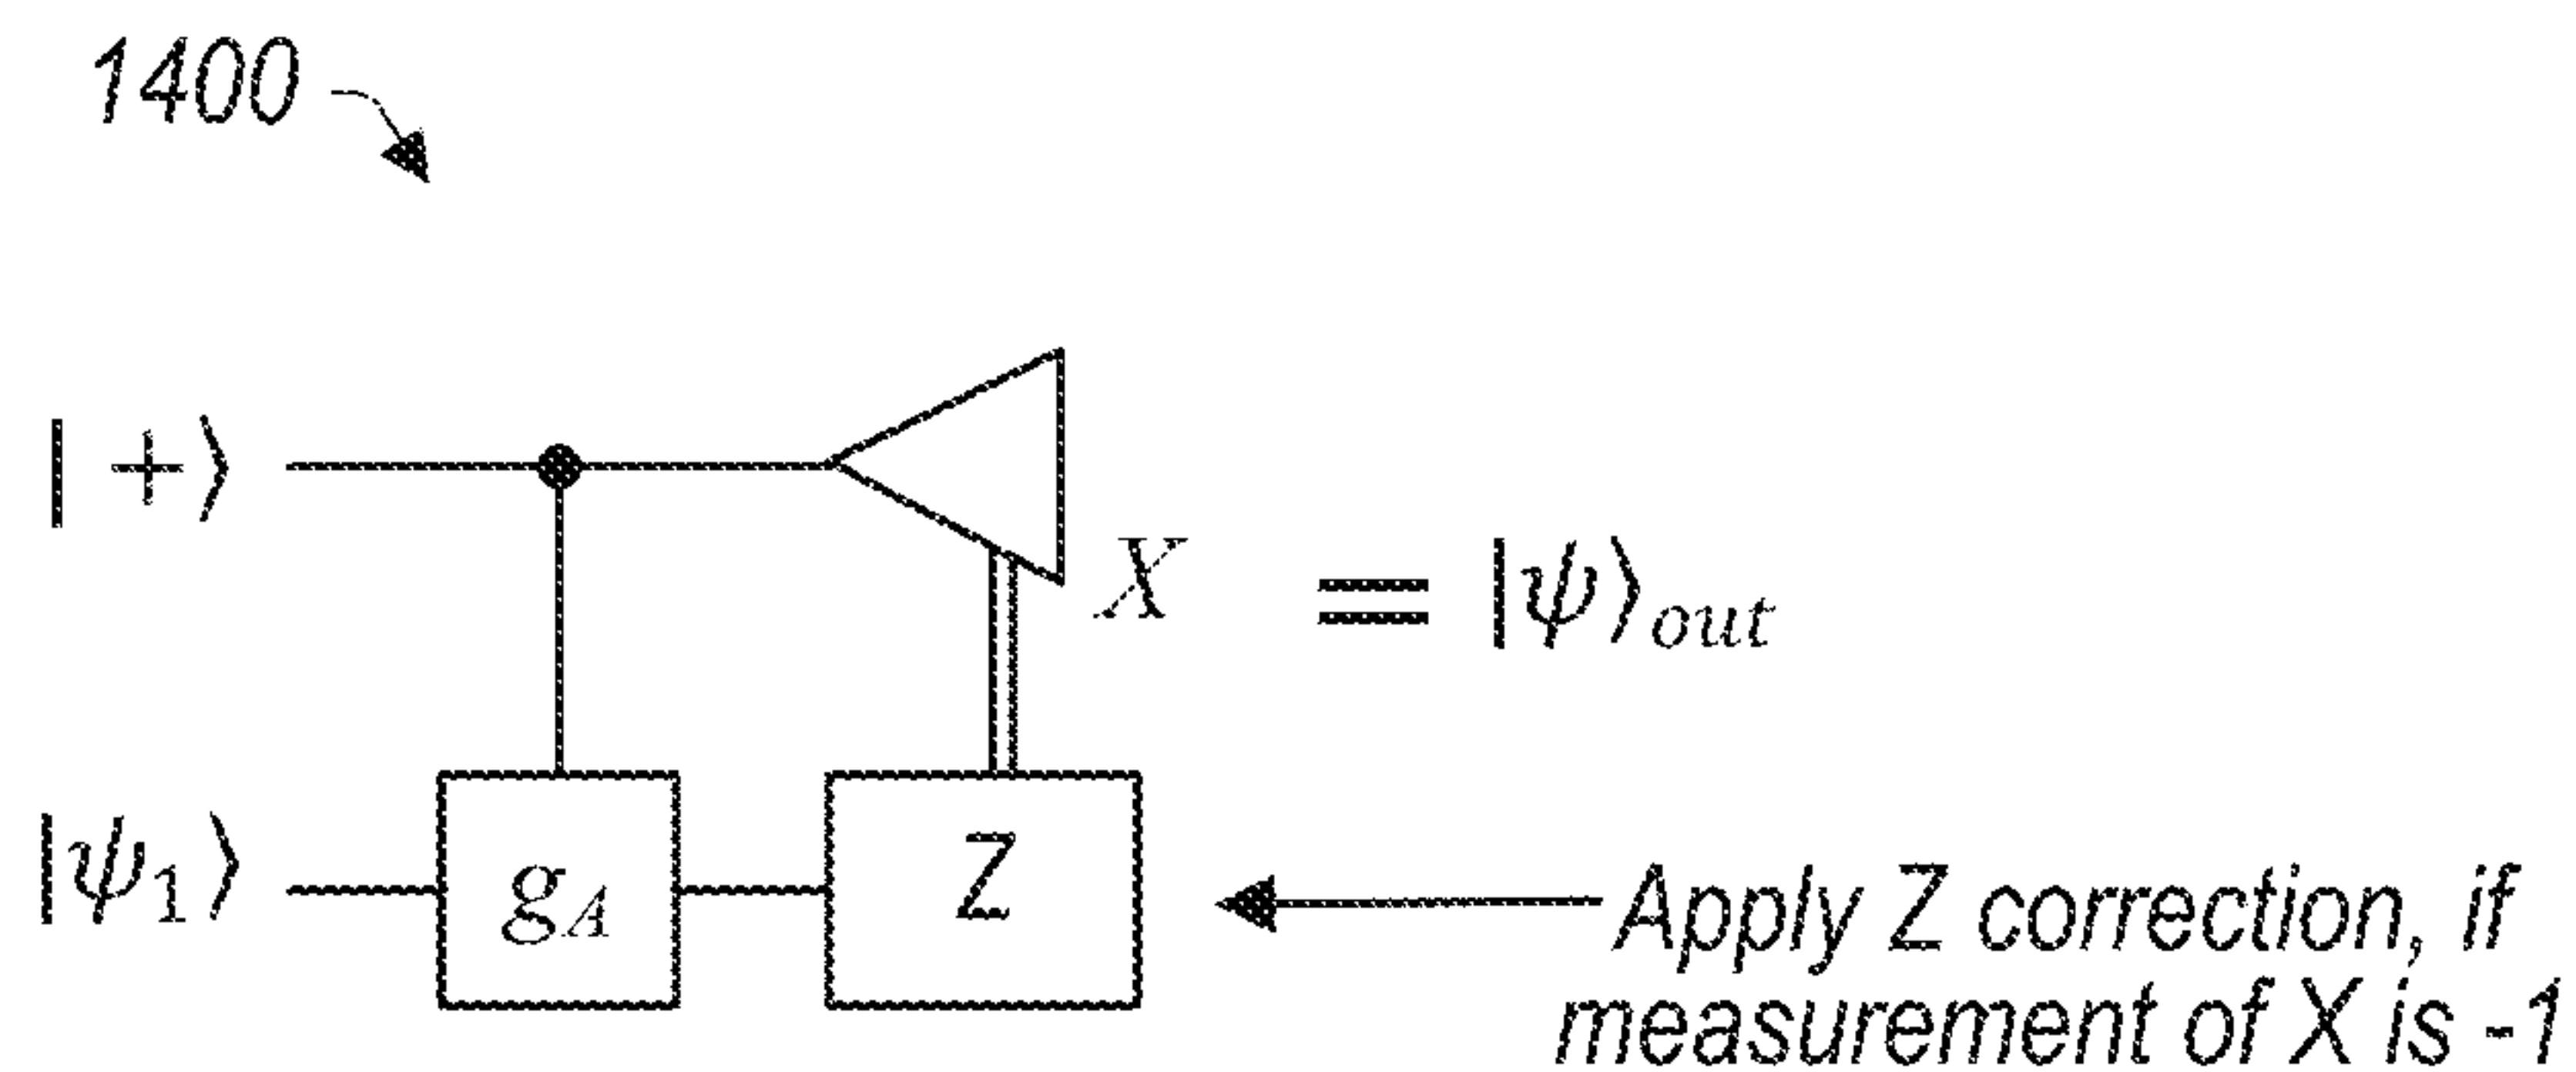 1400
|+⟩
X = |ψ⟩out
|ψ₁⟩ gA Z
Apply Z correction, if
measurement of X is -1